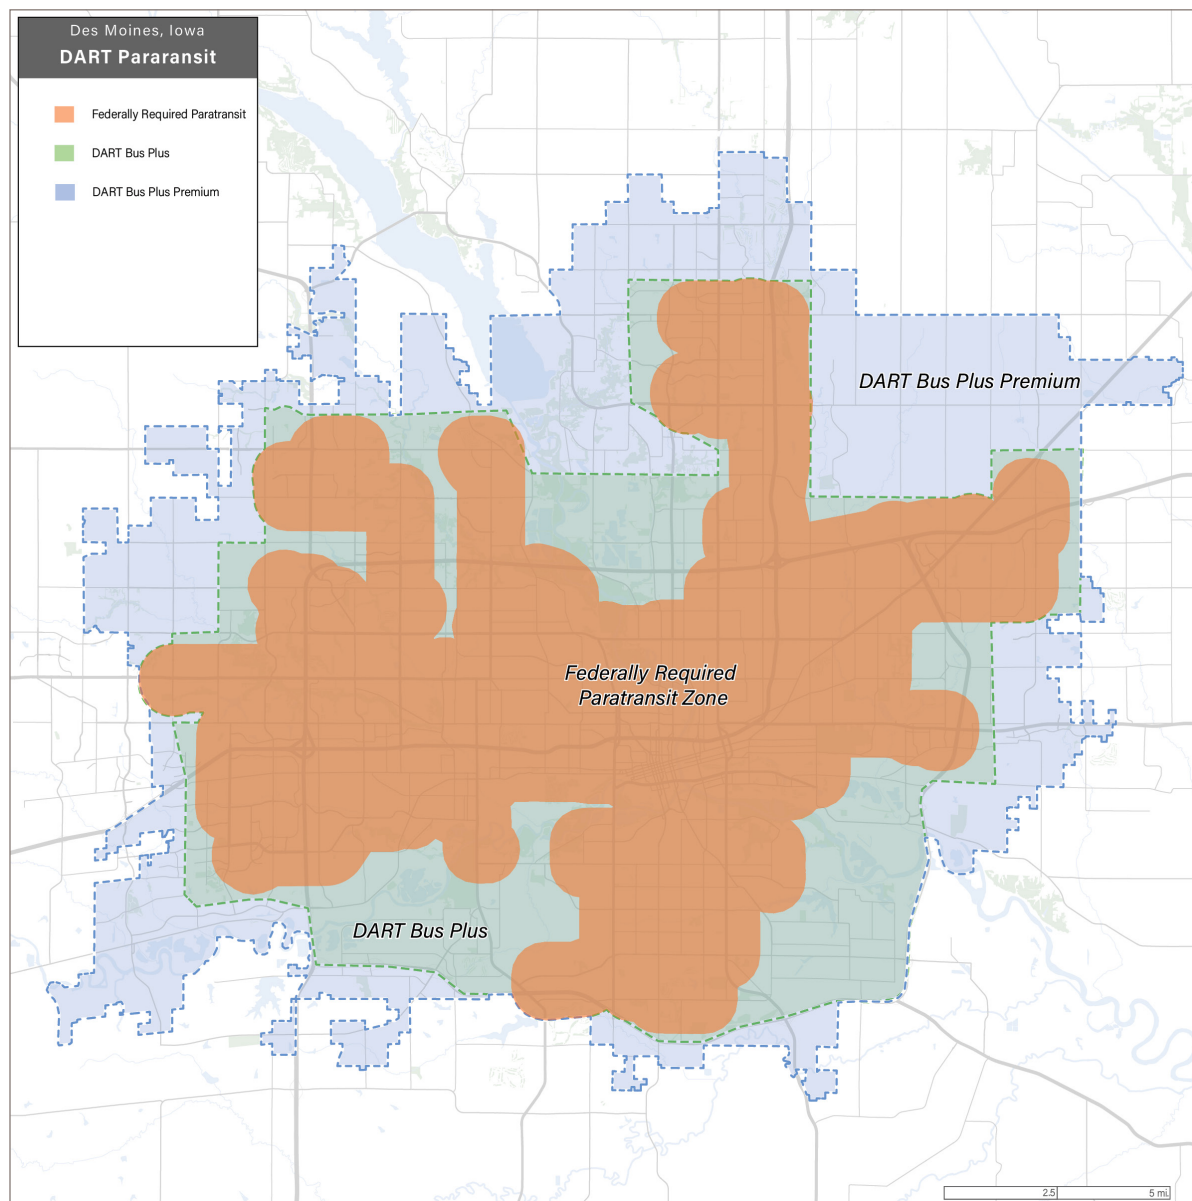 Des Moines, Iowa
DART Pararansit
Federally Required Paratransit
DART Bus Plus
DART Bus Plus Premium
DART Bus Plus Premium
Federally Required
Paratransit Zone
DART Bus Plus
2.5
5 mi.